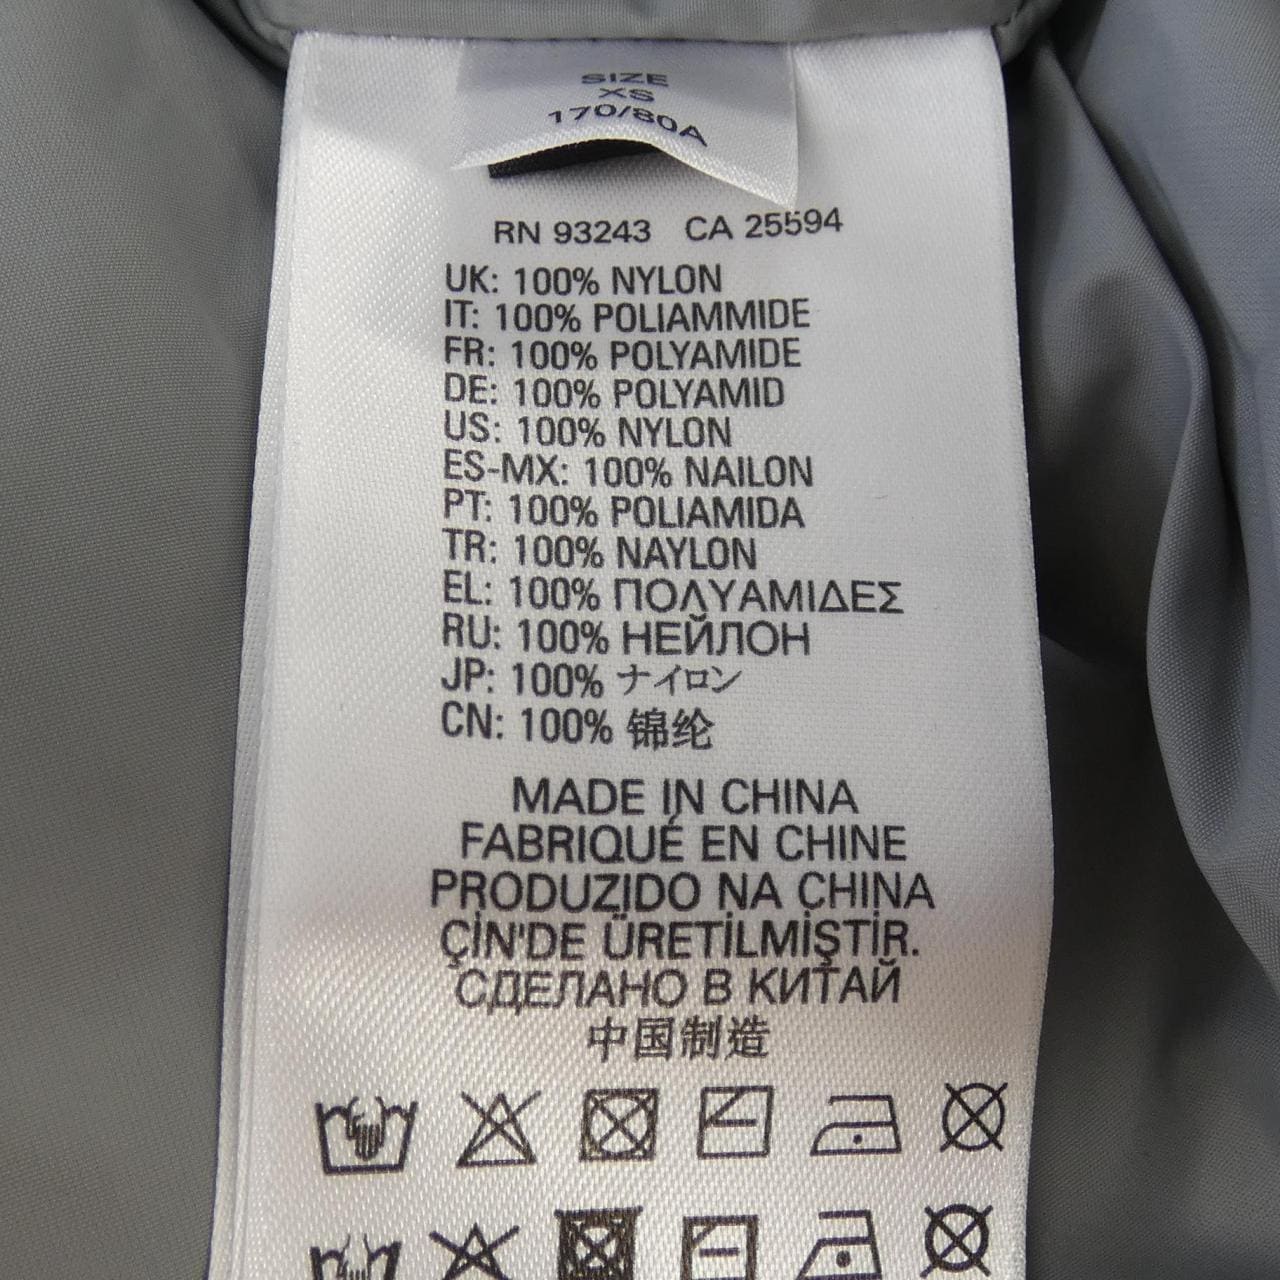 SIZE
XS
170/80A
RN 93243 CA 25594
UK: 100% NYLON
IT: 100% POLIAMMIDE
FR: 100% POLYAMIDE
DE: 100% POLYAMID
US: 100% NYLON
ES-MX: 100% NAILON
PT: 100% POLIAMIDA
TR: 100% NAYLON
EL: 100% ΠΟΛΥΑΜΙΔΕΣ
RU: 100% НЕЙЛОН
JP: 100% ナイロン
CN: 100% 锦纶
MADE IN CHINA
FABRIQUÉ EN CHINE
PRODUZIDO NA CHINA
ÇİN'DE ÜRETİLMİŞTİR.
СДЕЛАНО В КИТАЙ
中国制造